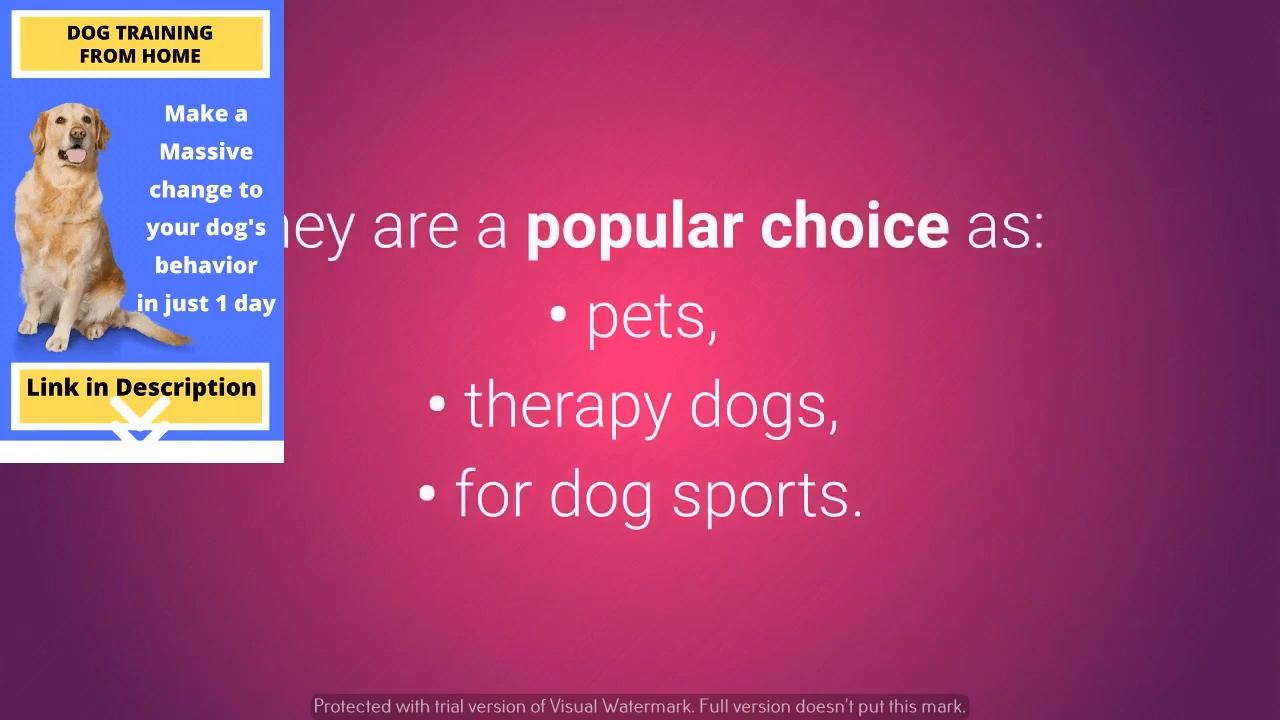 DOG TRAINING
FROM HOME
Make a
Massive
change to
your dog's
behavior
in just 1 day
Link in Description
hey are a popular choice as:
• pets,
• therapy dogs,
• for dog sports.
Protected with trial version of Visual Watermark. Full version doesn't put this mark.